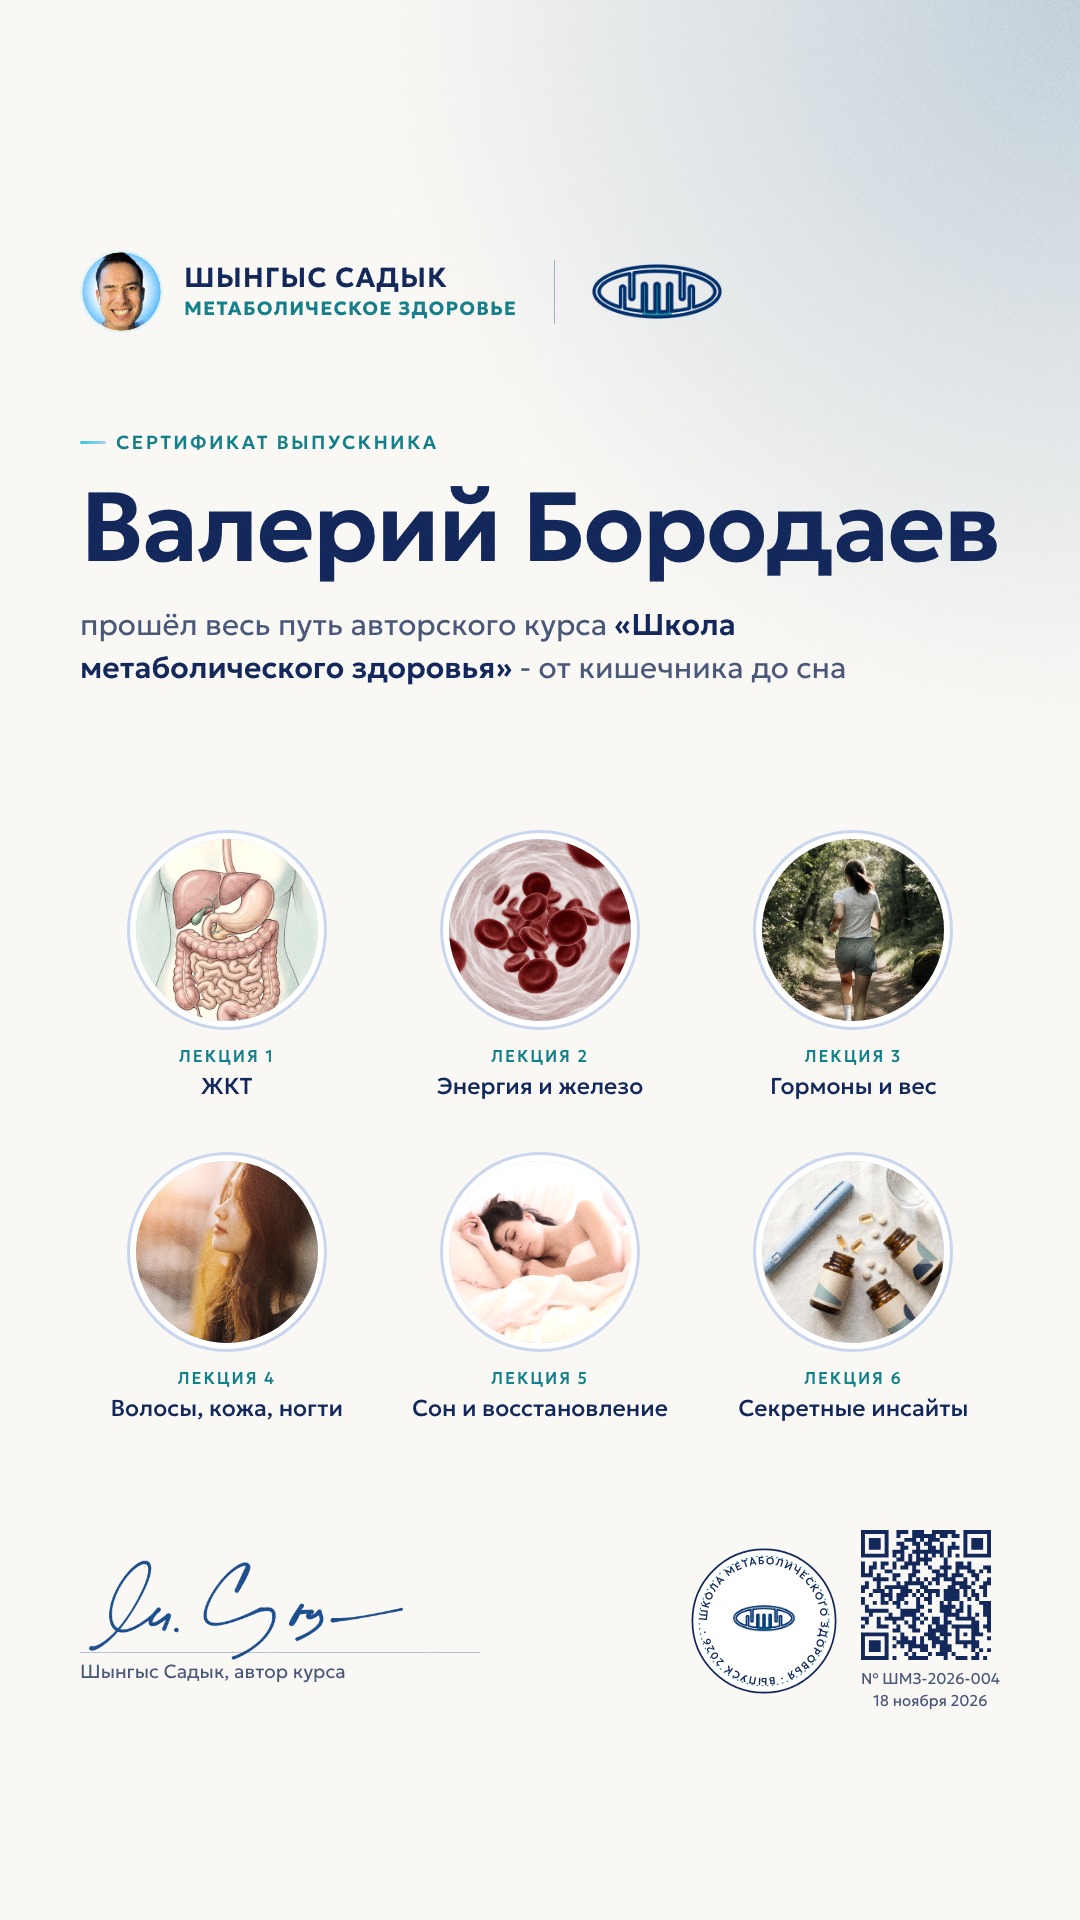 ШЫНГЫС САДЫК
МЕТАБОЛИЧЕСКОЕ ЗДОРОВЬЕ
СЕРТИФИКАТ ВЫПУСКНИКА
Валерий Бородаев
прошёл весь путь авторского курса «Школа
метаболического здоровья» - от кишечника до сна
ЛЕКЦИЯ 1
ЖКТ
ЛЕКЦИЯ 2
Энергия и железо
ЛЕКЦИЯ 3
Гормоны и вес
ЛЕКЦИЯ 4
Волосы, кожа, ногти
ЛЕКЦИЯ 5
Сон и восстановление
ЛЕКЦИЯ 6
Секретные инсайты
Шынгыс Садык, автор курса
ШКОЛА МЕТАБОЛИЧЕСКОГО ЗДОРОВЬЯ · ВЫПУСК 2026 ·
№ ШМЗ-2026-004
18 ноября 2026